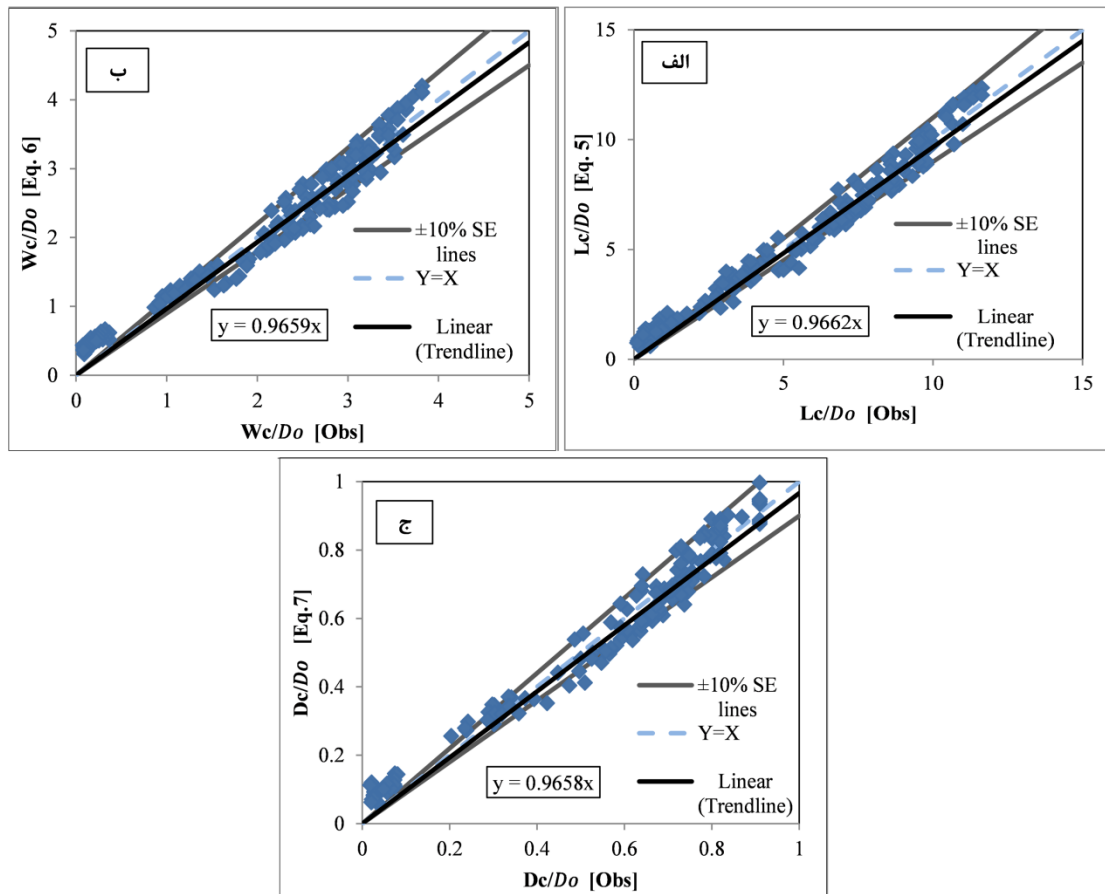 ب
5
4
3
2
1
0
0
1
2
3
4
5
Wc/Do [Eq. 6]
Wc/Do [Obs]
±10% SE
lines
Y=X
Linear
(Trendline)
y = 0.9659x
الف
15
10
5
0
0
5
10
15
Lc/Do [Eq. 5]
Lc/Do [Obs]
±10% SE
lines
Y=X
Linear
(Trendline)
y = 0.9662x
ج
1
0.8
0.6
0.4
0.2
0
0
0.2
0.4
0.6
0.8
1
Dc/Do [Eq.7]
Dc/Do [Obs]
±10% SE
lines
Y=X
Linear
(Trendline)
y = 0.9658x